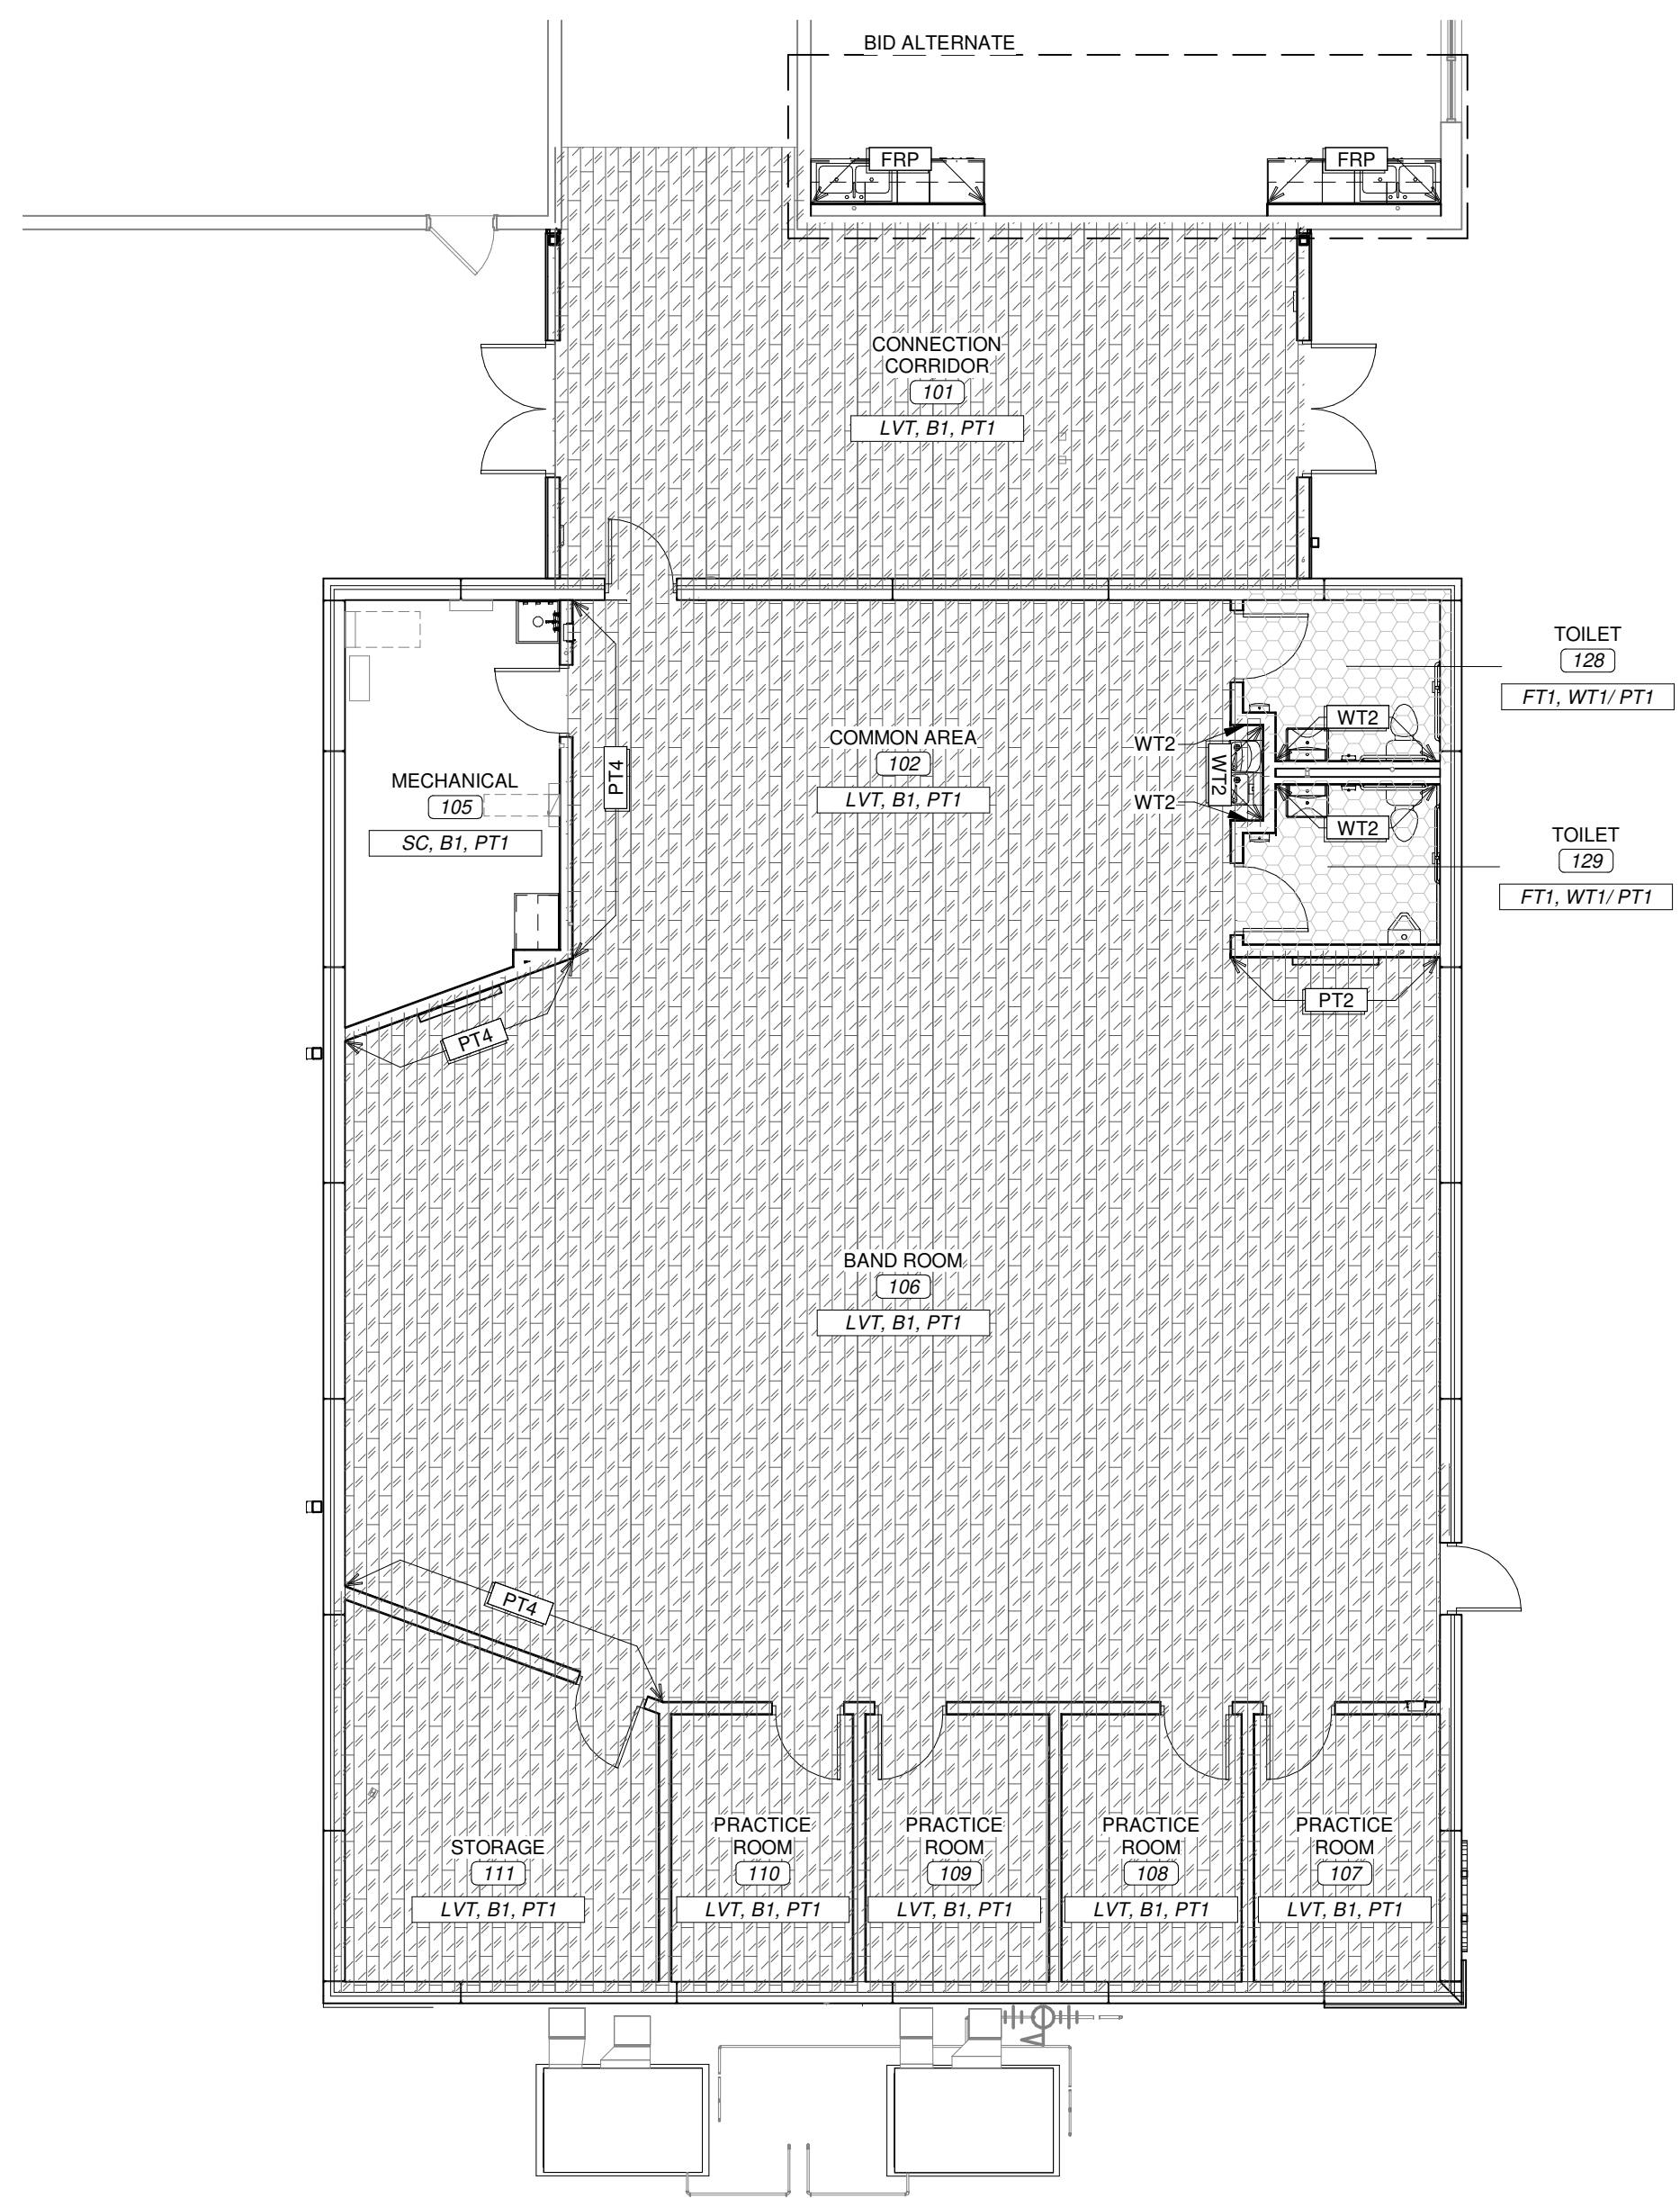 BID ALTERNATE
FRP
FRP
CONNECTION
CORRIDOR
101
LVT, B1, PT1
TOILET
128
FT1, WT1/ PT1
WT2
WT2
WT2
WT2
WT2
COMMON AREA
102
LVT, B1, PT1
PT4
MECHANICAL
105
SC, B1, PT1
TOILET
129
FT1, WT1/ PT1
PT2
PT4
BAND ROOM
106
LVT, B1, PT1
PT4
STORAGE
111
LVT, B1, PT1
PRACTICE
ROOM
110
LVT, B1, PT1
PRACTICE
ROOM
109
LVT, B1, PT1
PRACTICE
ROOM
108
LVT, B1, PT1
PRACTICE
ROOM
107
LVT, B1, PT1